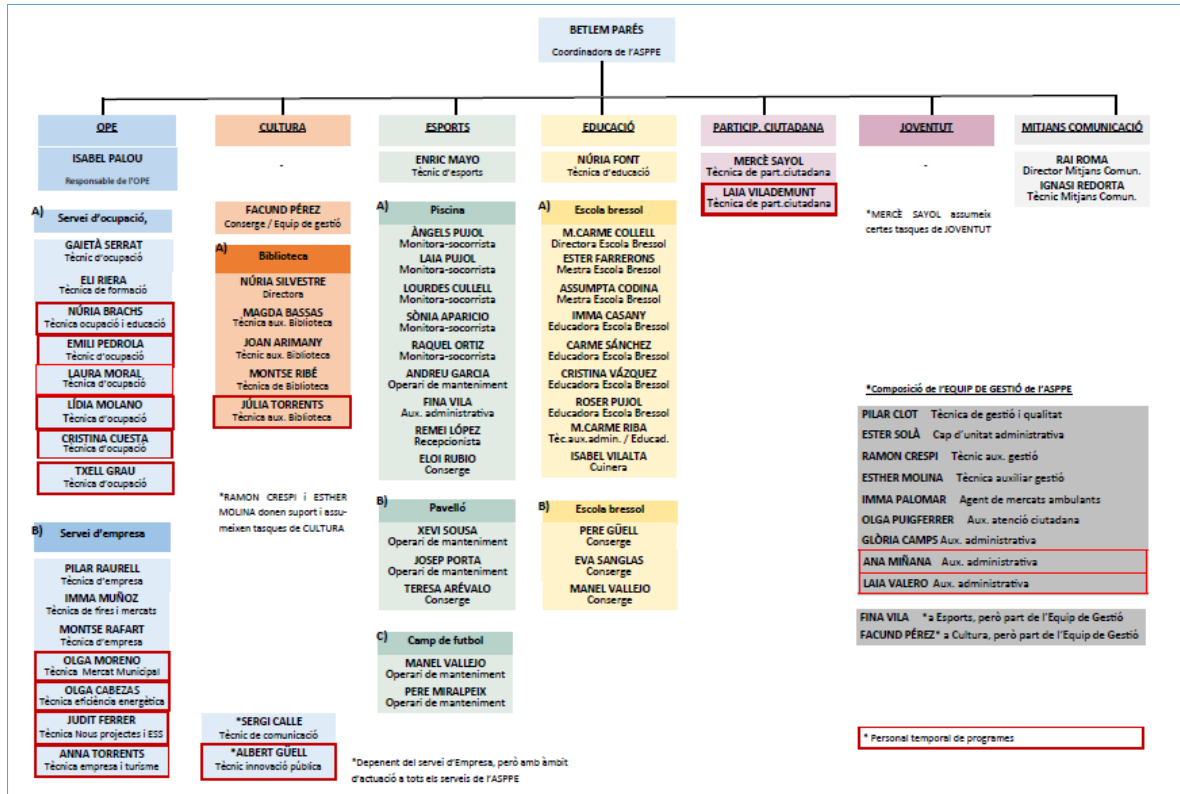 BETLEM PARÉS
Coordinadora de l'ASPPE
OPE
ISABEL PALOU
Responsable de l'OPE
A)
Servei d'ocupació,
GAIETÀ SERRAT
Tècnic d'ocupació
ELI RIERA
Tècnica de formació
NÚRIA BRACHS
Tècnica ocupació i educació
EMILI PEDROLA
Tècnic d'ocupació
LAURA MORAL
Tècnica d'ocupació
LÍDIA MOLANO
Tècnica d'ocupació
CRISTINA CUESTA
Tècnica d'ocupació
TXELL GRAU
Tècnica d'ocupació
B)
Servei d'empresa
PILAR RAURELL
Tècnica d'empresa
IMMA MUÑOZ
Tècnica de fires i mercats
MONTSE RAFART
Tècnica d'empresa
OLGA MORENO
Tècnica Mercat Municipal
OLGA CABEZAS
Tècnica eficiència energètica
JUDIT FERRER
Tècnica Nous projectes i ESS
ANNA TORRENTS
Tècnica empresa i turisme
CULTURA
-
FACUND PÉREZ
Conserge / Equip de gestió
A)
Biblioteca
NÚRIA SILVESTRE
Directora
MAGDA BASSAS
Tècnica aux. Biblioteca
JOAN ARIMANY
Tècnic aux. Biblioteca
MONTSE RIBÉ
Tècnica de Biblioteca
JÚLIA TORRENTS
Tècnica aux. Biblioteca
*RAMON CRESPI i ESTHER
MOLINA donen suport i assu-
meixen tasques de CULTURA
*SERGI CALLE
Tècnic de comunicació
*ALBERT GÜELL
Tècnic innovació pública
*Depenent del servei d'Empresa, però amb àmbit
d'actuació a tots els serveis de l'ASPPE
ESPORTS
ENRIC MAYO
Tècnic d'esports
A)
Piscina
ÀNGELS PUJOL
Monitora-socorrista
LAIA PUJOL
Monitora-socorrista
LOURDES CULLELL
Monitora-socorrista
SÒNIA APARICIO
Monitora-socorrista
RAQUEL ORTIZ
Monitora-socorrista
ANDREU GARCIA
Operari de manteniment
FINA VILA
Aux. administrativa
REMEI LÓPEZ
Recepcionista
ELOI RUBIO
Conserge
B)
Pavelló
XEVI SOUSA
Operari de manteniment
JOSEP PORTA
Operari de manteniment
TERESA ARÉVALO
Conserge
C)
Camp de futbol
MANEL VALLEJO
Operari de manteniment
PERE MIRALPEIX
Operari de manteniment
EDUCACIÓ
NÚRIA FONT
Tècnica d'educació
A)
Escola bressol
M.CARME COLLELL
Directora Escola Bressol
ESTER FARRERONS
Mestra Escola Bressol
ASSUMPTA CODINA
Mestra Escola Bressol
IMMA CASANY
Educadora Escola Bressol
CARME SÁNCHEZ
Educadora Escola Bressol
CRISTINA VÁZQUEZ
Educadora Escola Bressol
ROSER PUJOL
Educadora Escola Bressol
M.CARME RIBA
Tèc.aux.admin. / Educad.
ISABEL VILALTA
Cuinera
B)
Escola bressol
PERE GÜELL
Conserge
EVA SANGLAS
Conserge
MANEL VALLEJO
Conserge
PARTICIP. CIUTADANA
MERCÈ SAYOL
Tècnica de part.ciutadana
LAIA VILADEMUNT
Tècnica de part.ciutadana
JOVENTUT
-
*MERCÈ SAYOL assumeix
certes tasques de JOVENTUT
MITJANS COMUNICACIÓ
RAI ROMA
Director Mitjans Comun.
IGNASI REDORTA
Tècnic Mitjans Comun.
*Composició de l'EQUIP DE GESTIÓ de l'ASPPE
PILAR CLOT Tècnica de gestió i qualitat
ESTER SOLÀ Cap d'unitat administrativa
RAMON CRESPI Tècnic aux. gestió
ESTHER MOLINA Tècnica auxiliar gestió
IMMA PALOMAR Agent de mercats ambulants
OLGA PUIGFERRER Aux. atenció ciutadana
GLÒRIA CAMPS Aux. administrativa
ANA MIÑANA Aux. administrativa
LAIA VALERO Aux. administrativa
FINA VILA *a Esports, però part de l'Equip de Gestió
FACUND PÉREZ* a Cultura, però part de l'Equip de Gestió
* Personal temporal de programes